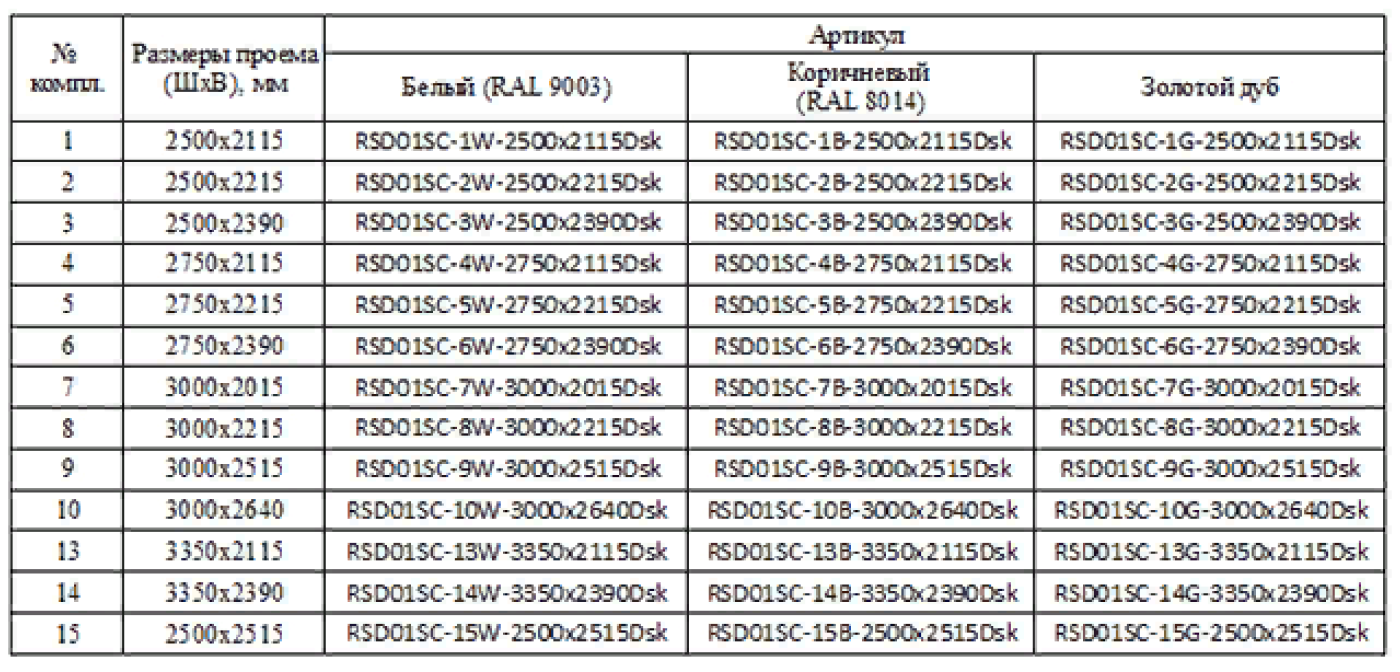 № компл. Размеры проема (ШхВ), мм Артикул
Белый (RAL 9003) Коричневый (RAL 8014) Золотой дуб
1 2500x2115 RSD01SC-1W-2500x2115Dsk RSD01SC-1B-2500x2115Dsk RSD01SC-1G-2500x2115Dsk
2 2500x2215 RSD01SC-2W-2500x2215Dsk RSD01SC-2B-2500x2215Dsk RSD01SC-2G-2500x2215Dsk
3 2500x2390 RSD01SC-3W-2500x2390Dsk RSD01SC-3B-2500x2390Dsk RSD01SC-3G-2500x2390Dsk
4 2750x2115 RSD01SC-4W-2750x2115Dsk RSD01SC-4B-2750x2115Dsk RSD01SC-4G-2750x2115Dsk
5 2750x2215 RSD01SC-5W-2750x2215Dsk RSD01SC-5B-2750x2215Dsk RSD01SC-5G-2750x2215Dsk
6 2750x2390 RSD01SC-6W-2750x2390Dsk RSD01SC-6B-2750x2390Dsk RSD01SC-6G-2750x2390Dsk
7 3000x2015 RSD01SC-7W-3000x2015Dsk RSD01SC-7B-3000x2015Dsk RSD01SC-7G-3000x2015Dsk
8 3000x2215 RSD01SC-8W-3000x2215Dsk RSD01SC-8B-3000x2215Dsk RSD01SC-8G-3000x2215Dsk
9 3000x2515 RSD01SC-9W-3000x2515Dsk RSD01SC-9B-3000x2515Dsk RSD01SC-9G-3000x2515Dsk
10 3000x2640 RSD01SC-10W-3000x2640Dsk RSD01SC-10B-3000x2640Dsk RSD01SC-10G-3000x2640Dsk
13 3350x2115 RSD01SC-13W-3350x2115Dsk RSD01SC-13B-3350x2115Dsk RSD01SC-13G-3350x2115Dsk
14 3350x2390 RSD01SC-14W-3350x2390Dsk RSD01SC-14B-3350x2390Dsk RSD01SC-14G-3350x2390Dsk
15 2500x2515 RSD01SC-15W-2500x2515Dsk RSD01SC-15B-2500x2515Dsk RSD01SC-15G-2500x2515Dsk